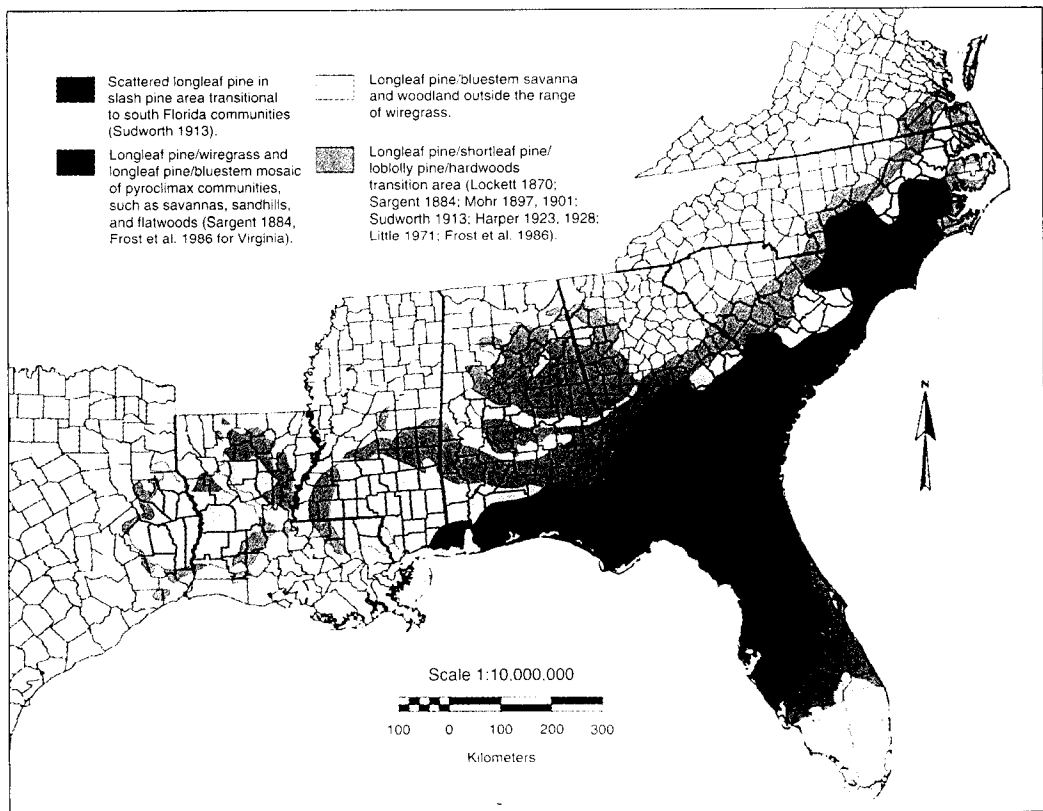 Scattered longleaf pine in
slash pine area transitional
to south Florida communities
(Sudworth 1913).
Longleaf pine/wiregrass and
longleaf pine/bluestem mosaic
of pyroclimax communities,
such as savannas, sandhills,
and flatwoods (Sargent 1884,
Frost et al. 1986 for Virginia).
Longleaf pine/bluestem savanna
and woodland outside the range
of wiregrass.
Longleaf pine/shortleaf pine/
loblolly pine/hardwoods
transition area (Lockett 1870;
Sargent 1884; Mohr 1897, 1901;
Sudworth 1913; Harper 1923, 1928;
Little 1971; Frost et al. 1986).
N
Scale 1:10,000,000
100 0 100 200 300
Kilometers